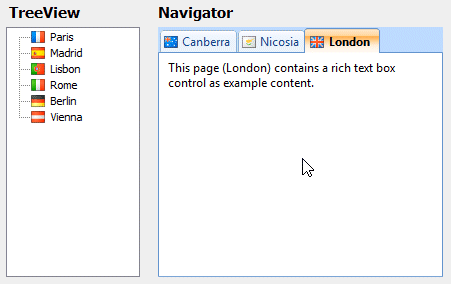 TreeView
Paris
Madrid
Lisbon
Rome
Berlin
Vienna
Navigator
Canberra
Nicosia
London
This page (London) contains a rich text box
control as example content.